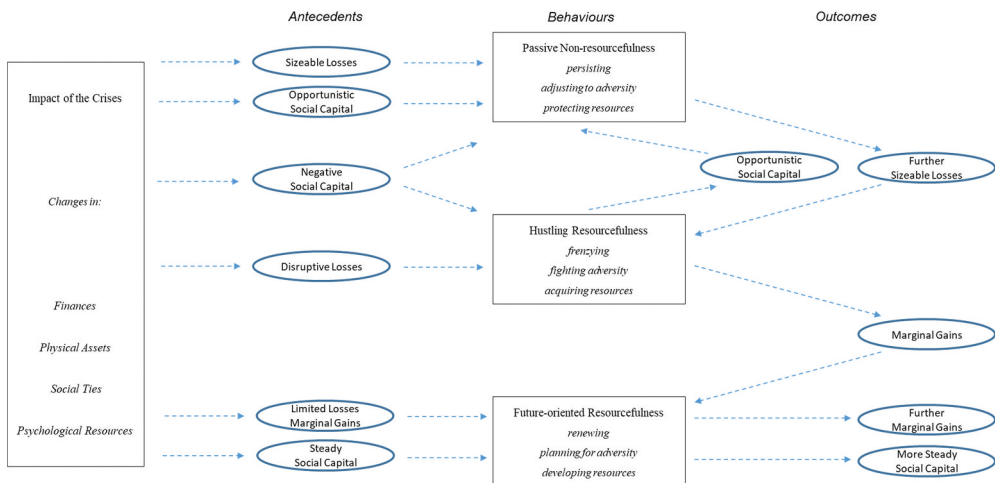 Antecedents
Behaviours
Outcomes
Impact of the Crises
Changes in:
Finances
Physical Assets
Social Ties
Psychological Resources
Sizeable Losses
Opportunistic
Social Capital
Negative
Social Capital
Disruptive Losses
Limited Losses
Marginal Gains
Steady
Social Capital
Passive Non-resourcefulness
persisting
adjusting to adversity
protecting resources
Hustling Resourcefulness
frenzying
fighting adversity
acquiring resources
Future-oriented Resourcefulness
renewing
planning for adversity
developing resources
Opportunistic
Social Capital
Further
Sizeable Losses
Marginal Gains
Further
Marginal Gains
More Steady
Social Capital